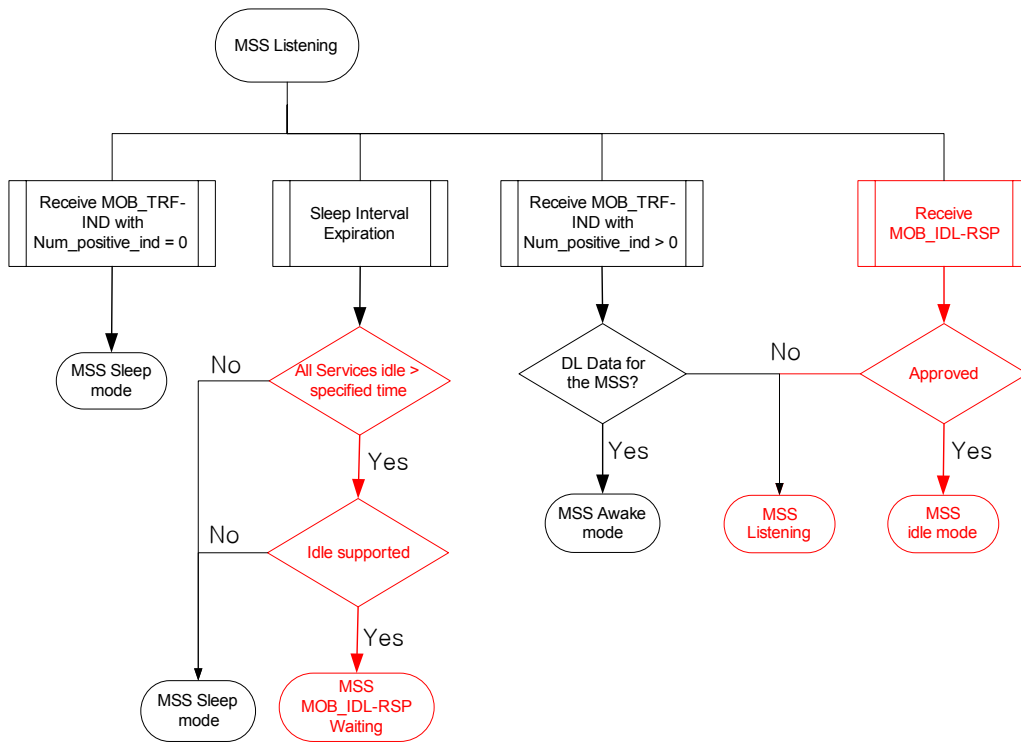 MSS Listening
Receive MOB_TRF-
IND with
Num_positive_ind = 0
Sleep Interval
Expiration
Receive MOB_TRF-
IND with
Num_positive_ind > 0
Receive
MOB_IDL-RSP
MSS Sleep
mode
No
All Services idle >
specified time
DL Data for
the MSS?
No
Approved
Yes
Yes
Yes
No
Idle supported
MSS Awake
mode
MSS
Listening
MSS
idle mode
Yes
MSS Sleep
mode
MSS
MOB_IDL-RSP
Waiting